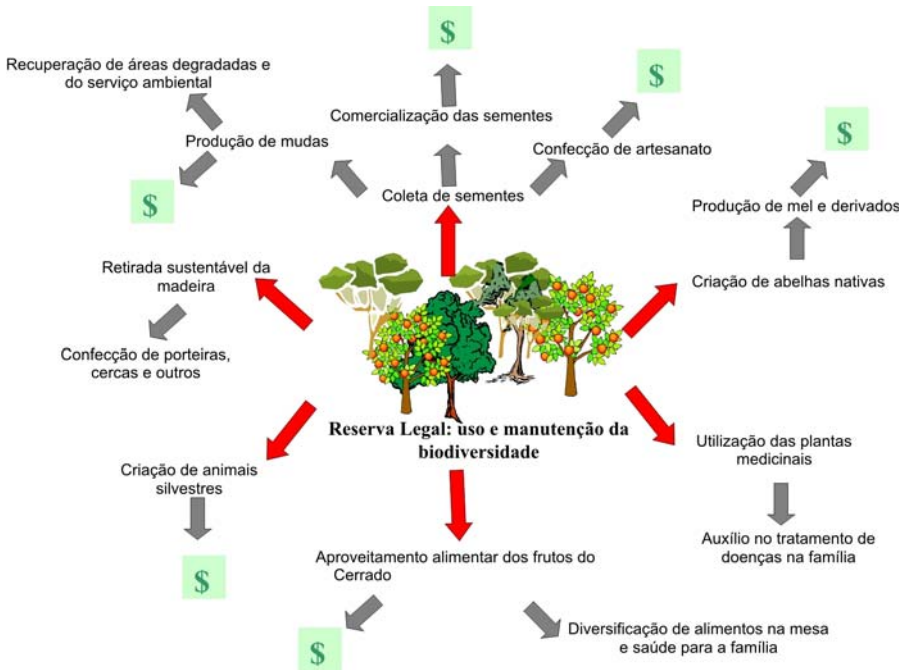 $
Recuperação de áreas degradadas e
do serviço ambiental
$
Comercialização das sementes
Produção de mudas
Confecção de artesanato
$
Coleta de sementes
$
Produção de mel e derivados
Retirada sustentável da
madeira
Criação de abelhas nativas
Confecção de porteiras,
cercas e outros
Reserva Legal: uso e manutenção da
biodiversidade
Utilização das plantas
medicinais
Criação de animais
silvestres
Auxílio no tratamento de
doenças na família
Aproveitamento alimentar dos frutos do
Cerrado
$
$
Diversificação de alimentos na mesa
e saúde para a família